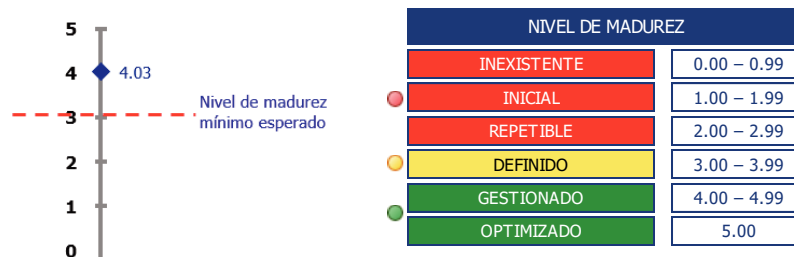 5
4
4.03
Nivel de madurez
mínimo esperado
3
2
1
0
NIVEL DE MADUREZ
INEXISTENTE 0.00 – 0.99
INICIAL 1.00 – 1.99
REPETIBLE 2.00 – 2.99
DEFINIDO 3.00 – 3.99
GESTIONADO 4.00 – 4.99
OPTIMIZADO 5.00